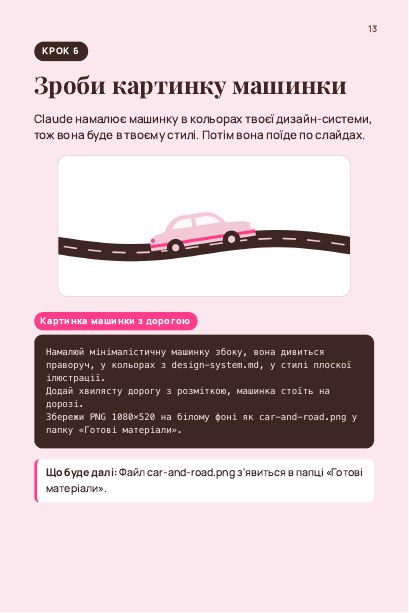 13
КРОК 6
Зроби картинку машинки
Claude намалює машинку в кольорах твоєї дизайн-системи,
тож вона буде в твоєму стилі. Потім вона поїде по слайдах.
Картинка машинки з дорогою
Намалюй мінімалістичну машинку збоку, вона дивиться
праворуч, у кольорах з design-system.md, у стилі плоскої
ілюстрації.
Додай хвилясту дорогу з розміткою, машинка стоїть на
дорозі.
Збережи PNG 1080×520 на білому фоні як car-and-road.png у
папку «Готові матеріали».
Що буде далі: Файл car-and-road.png з'явиться в папці «Готові
матеріали».